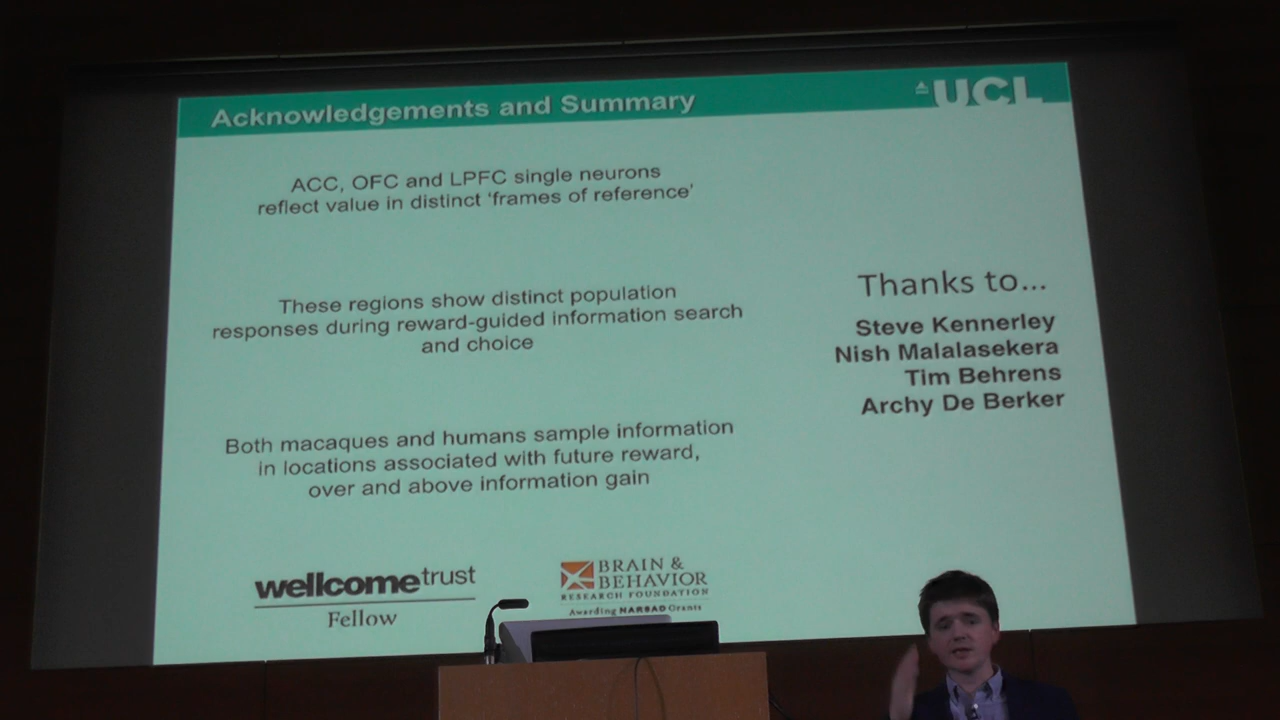 Acknowledgements and Summary
UCL
ACC, OFC and LPFC single neurons
reflect value in distinct 'frames of reference'
These regions show distinct population
responses during reward-guided information search
and choice
Both macaques and humans sample information
in locations associated with future reward,
over and above information gain
Thanks to...
Steve Kennerley
Nish Malalasekera
Tim Behrens
Archy De Berker
wellcometrust
Fellow
BRAIN &
BEHAVIOR
RESEARCH FOUNDATION
Awarding NARSAD Grants